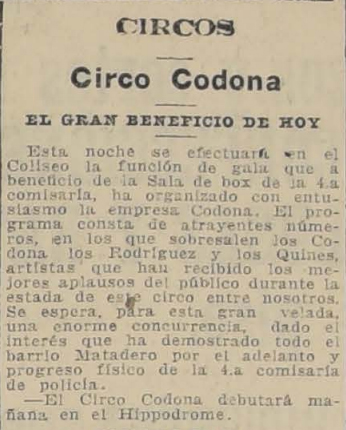 CIRCOS
Circo Codona
EL GRAN BENEFICIO DE HOY
Esta noche se efectuará en el
Coliseo la función de gala que a
beneficio de la Sala de box de la 4.a
comisaría, ha organizado con entu-
siasmo la empresa Codona. El pro-
grama consta de atrayentes núme-
ros, en los que sobresalen los Co-
dona los Rodríguez y los Quines,
artistas que han recibido los me-
jores aplausos del público durante la
estada de este circo entre nosotros.
Se espera, para esta gran velada,
una enorme concurrencia, dado el
interés que ha demostrado todo el
barrio Matadero por el adelanto y
progreso físico de la 4.a comisaría
de policía.
—El Circo Codona debutará ma-
ñana en el Hippodrome.